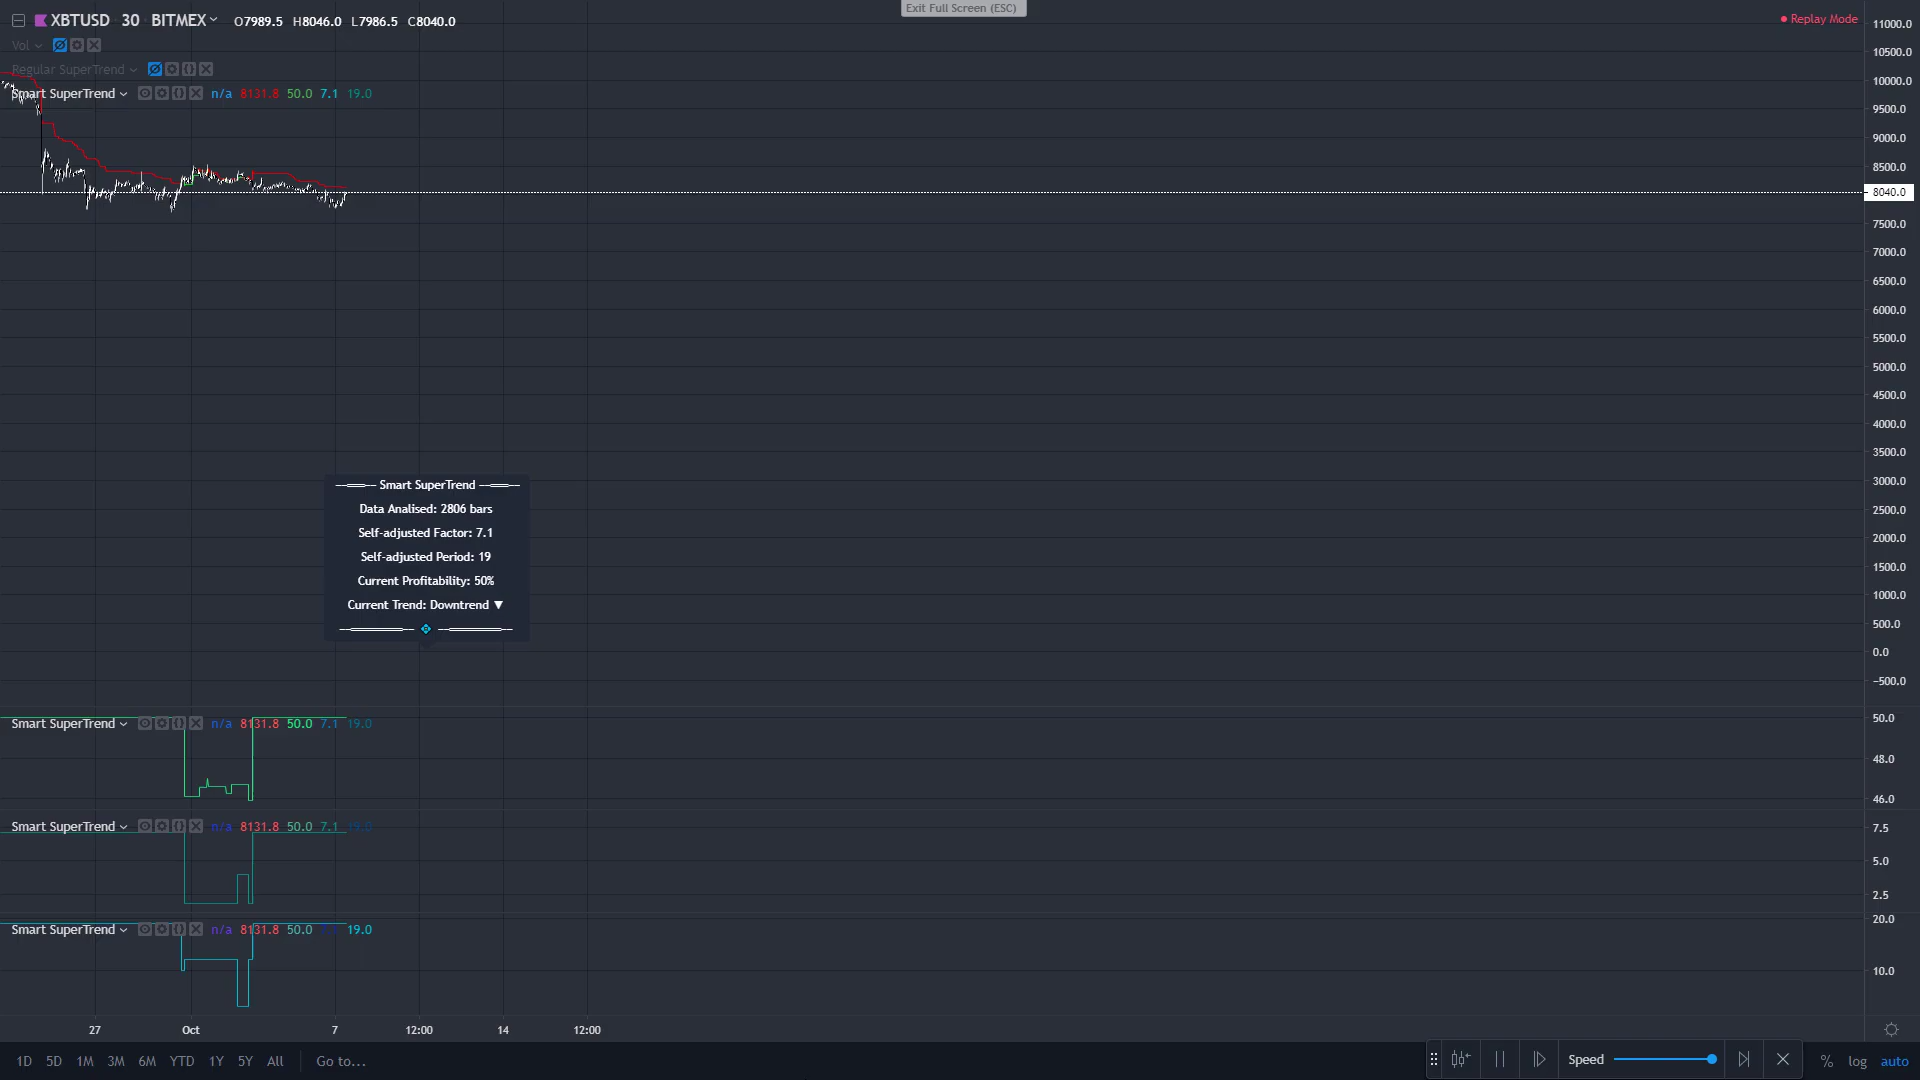 Exit Full Screen (ESC)
XBTUSD 30 BITMEX O7989.5 H8046.0 L7986.5 C8040.0
Replay Mode
Vol
Regular SuperTrend
Smart SuperTrend n/a 8131.8 50.0 7.1 19.0
11000.0
10500.0
10000.0
9500.0
9000.0
8500.0
8040.0
7500.0
7000.0
6500.0
6000.0
5500.0
5000.0
4500.0
4000.0
3500.0
3000.0
2500.0
2000.0
1500.0
1000.0
500.0
0.0
−500.0
Smart SuperTrend
Data Analised: 2806 bars
Self-adjusted Factor: 7.1
Self-adjusted Period: 19
Current Profitability: 50%
Current Trend: Downtrend ▼
Smart SuperTrend n/a 8131.8 50.0 7.1 19.0
50.0
48.0
46.0
Smart SuperTrend n/a 8131.8 50.0 7.1 19.0
7.5
5.0
2.5
Smart SuperTrend n/a 8131.8 50.0 7.1 19.0
20.0
10.0
27 Oct 7 12:00 14 12:00
1D 5D 1M 3M 6M YTD 1Y 5Y All Go to... Speed % log auto